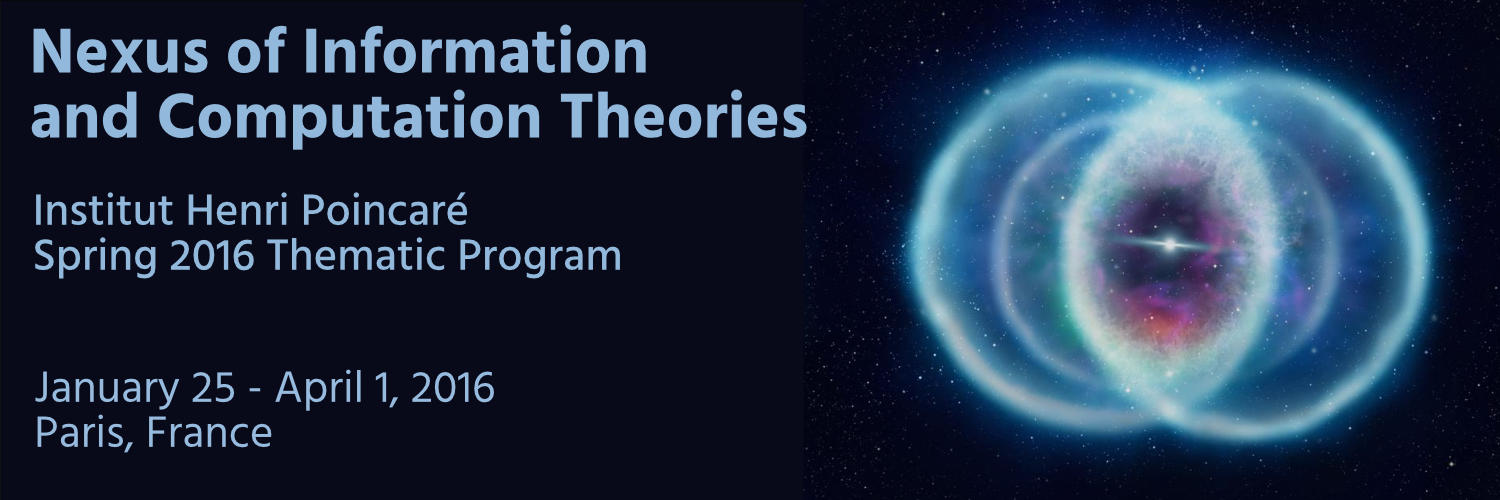 Nexus of Information
and Computation Theories
Institut Henri Poincaré
Spring 2016 Thematic Program
January 25 - April 1, 2016
Paris, France